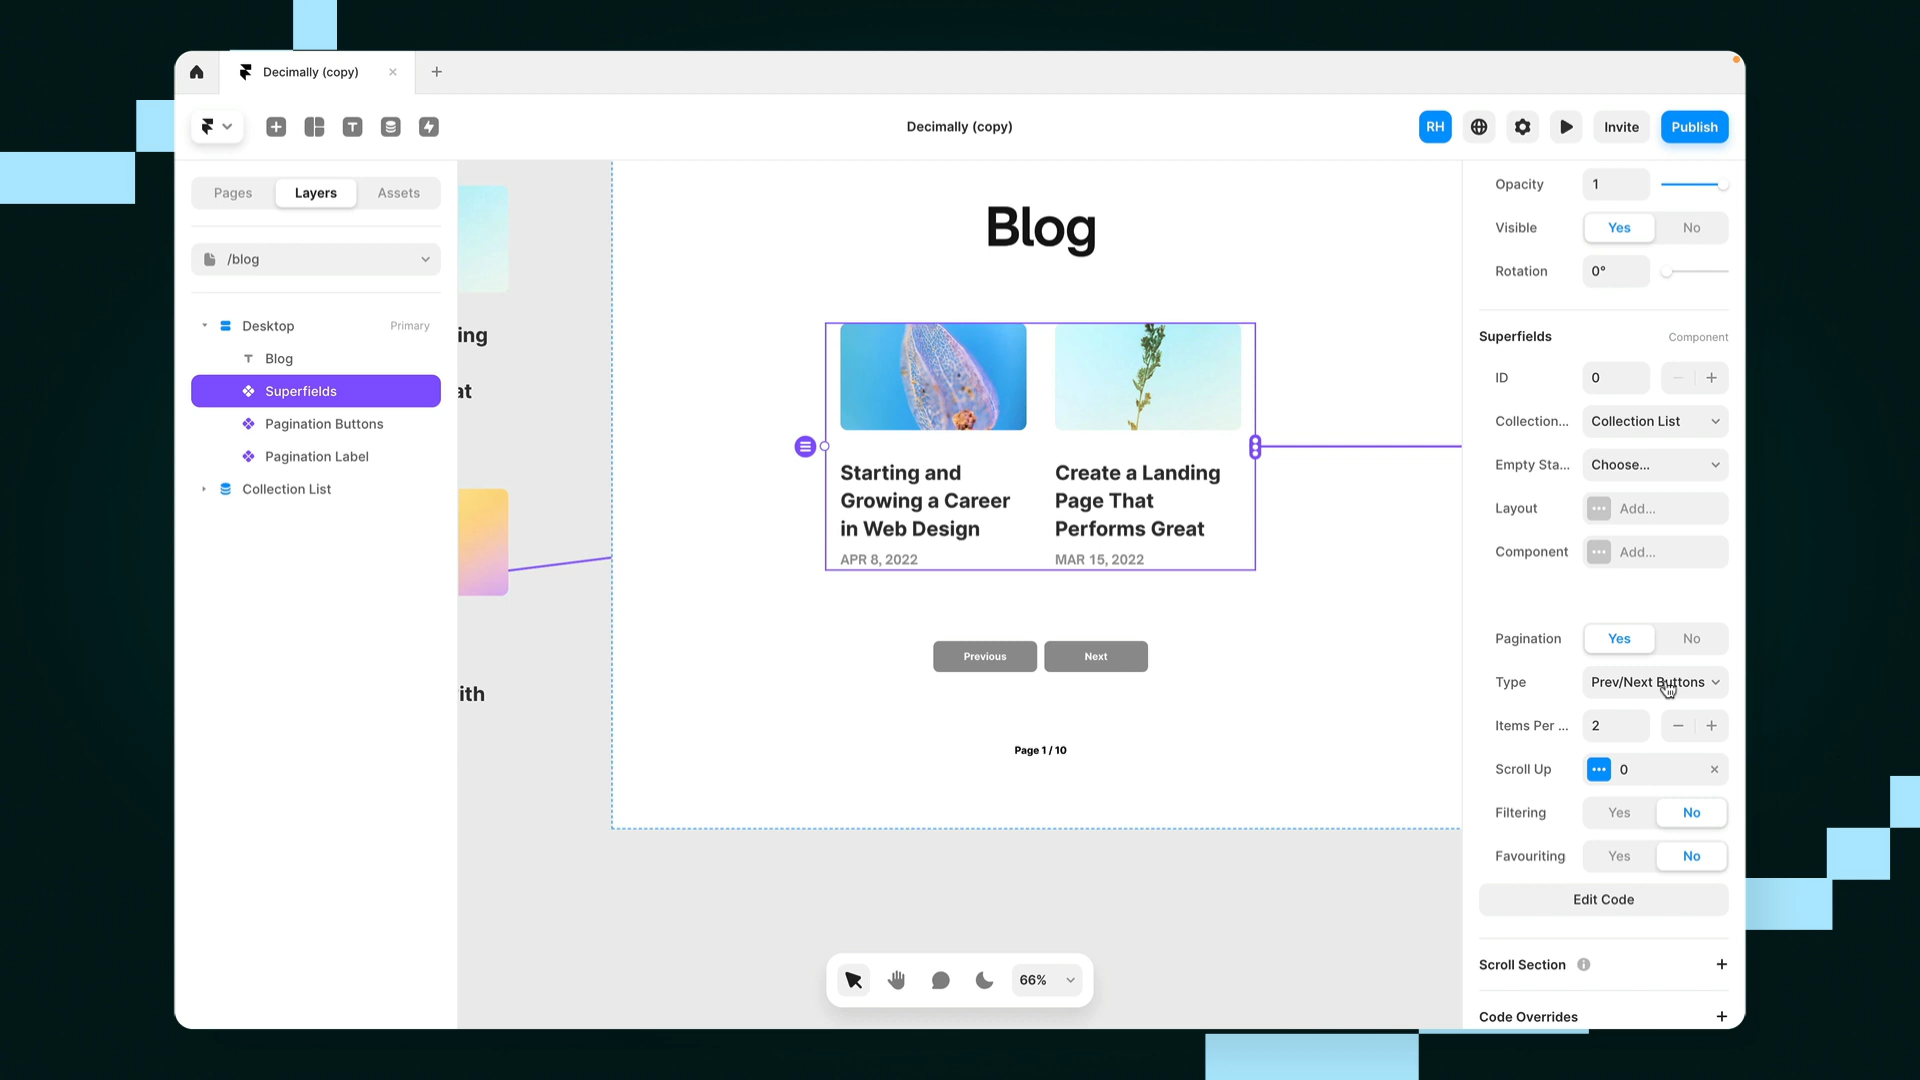 Decimally (copy)
Decimally (copy)
RH
Invite
Publish
Pages
Layers
Assets
/blog
Desktop
Primary
Blog
Superfields
Pagination Buttons
Pagination Label
Collection List
ing
at
ith
Blog
Starting and
Growing a Career
in Web Design
APR 8, 2022
Create a Landing
Page That
Performs Great
MAR 15, 2022
Previous
Next
Page 1 / 10
66%
Opacity
1
Visible
Yes
No
Rotation
0°
Superfields
Component
ID
0
Collection...
Collection List
Empty Sta...
Choose...
Layout
Add...
Component
Add...
Pagination
Yes
No
Type
Prev/Next Buttons
Items Per ...
2
Scroll Up
0
Filtering
Yes
No
Favouriting
Yes
No
Edit Code
Scroll Section
Code Overrides